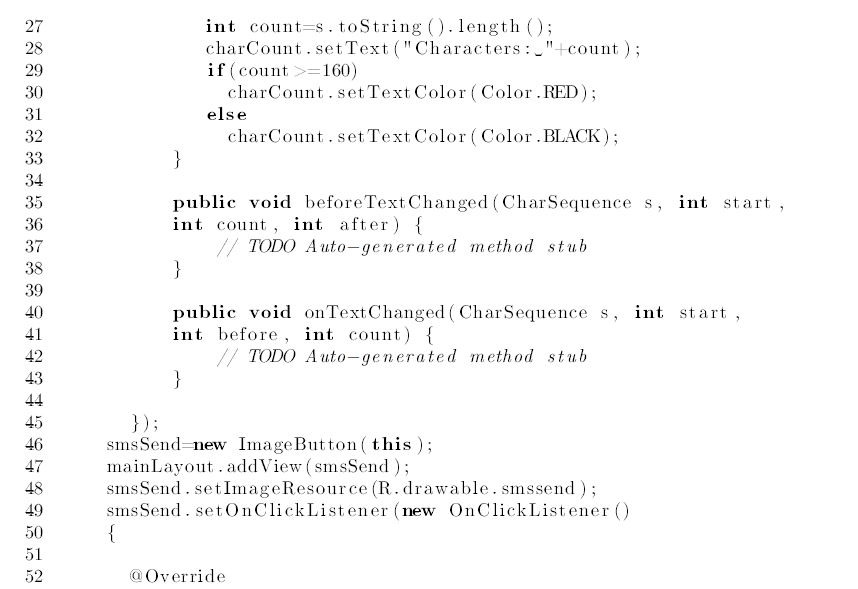 27 int count=s.toString().length();
28 charCount.setText("Characters:␣"+count);
29 if(count>=160)
30 charCount.setTextColor(Color.RED);
31 else
32 charCount.setTextColor(Color.BLACK);
33 }
34
35 public void beforeTextChanged(CharSequence s, int start,
36 int count, int after) {
37 // TODO Auto-generated method stub
38 }
39
40 public void onTextChanged(CharSequence s, int start,
41 int before, int count) {
42 // TODO Auto-generated method stub
43 }
44
45 });
46 smsSend=new ImageButton(this);
47 mainLayout.addView(smsSend);
48 smsSend.setImageResource(R.drawable.smssend);
49 smsSend.setOnClickListener(new OnClickListener()
50 {
51
52 @Override